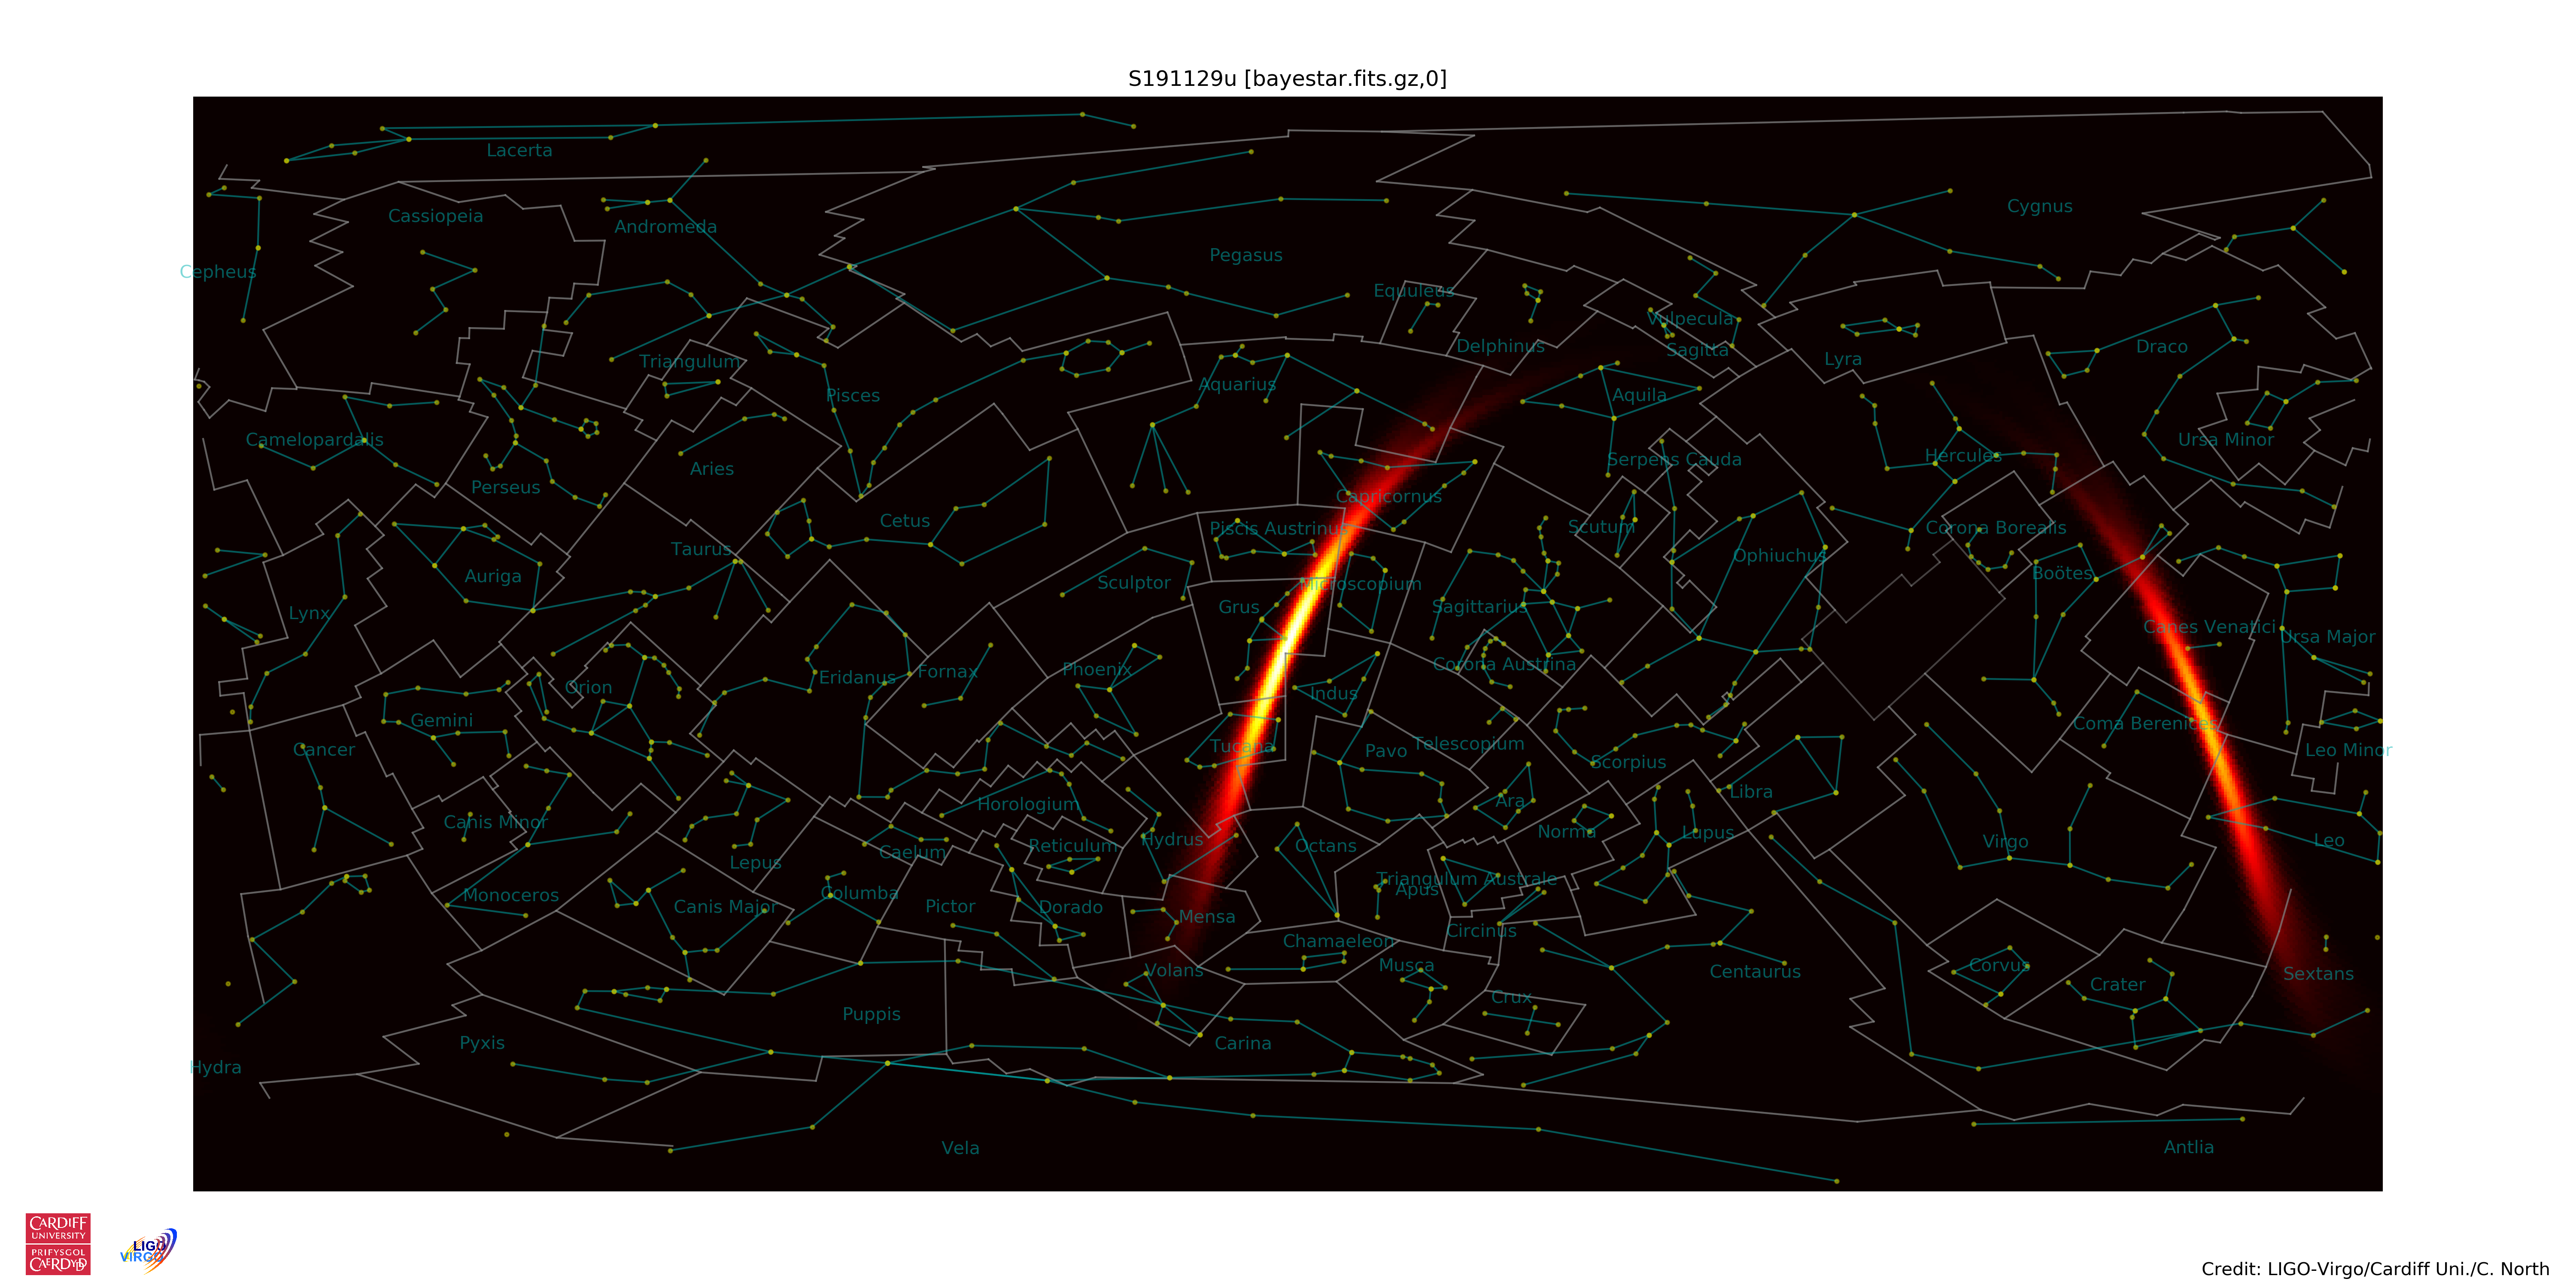 S191129u [bayestar.fits.gz,0]
Lacerta
Cassiopeia
Andromeda
Cygnus
Pegasus
Cepheus
Equuleus
Vulpecula
Delphinus
Sagitta
Draco
Lyra
Triangulum
Aquarius
Pisces
Aquila
Camelopardalis
Ursa Minor
Hercules
Serpens Cauda
Aries
Perseus
Capricornus
Cetus
Piscis Austrinus
Scutum
Corona Borealis
Taurus
Ophiuchus
Auriga
Sculptor
Microscopium
Boötes
Lynx
Grus
Sagittarius
Canes Venatici
Ursa Major
Corona Austrina
Phoenix
Fornax
Eridanus
Orion
Indus
Gemini
Coma Berenices
Cancer
Tucana
Pavo
Telescopium
Leo Minor
Scorpius
Libra
Horologium
Ara
Canis Minor
Norma
Lupus
Hydrus
Reticulum
Octans
Virgo
Leo
Caelum
Lepus
Triangulum Australe
Apus
Monoceros
Columba
Canis Major
Pictor
Dorado
Mensa
Circinus
Chamaeleon
Musca
Corvus
Volans
Centaurus
Sextans
Crater
Crux
Puppis
Pyxis
Carina
Hydra
Vela
Antlia
CARDIFF
UNIVERSITY
PRIFYSGOL
CAERDYDD
LIGO
VIRGO
Credit: LIGO-Virgo/Cardiff Uni./C. North